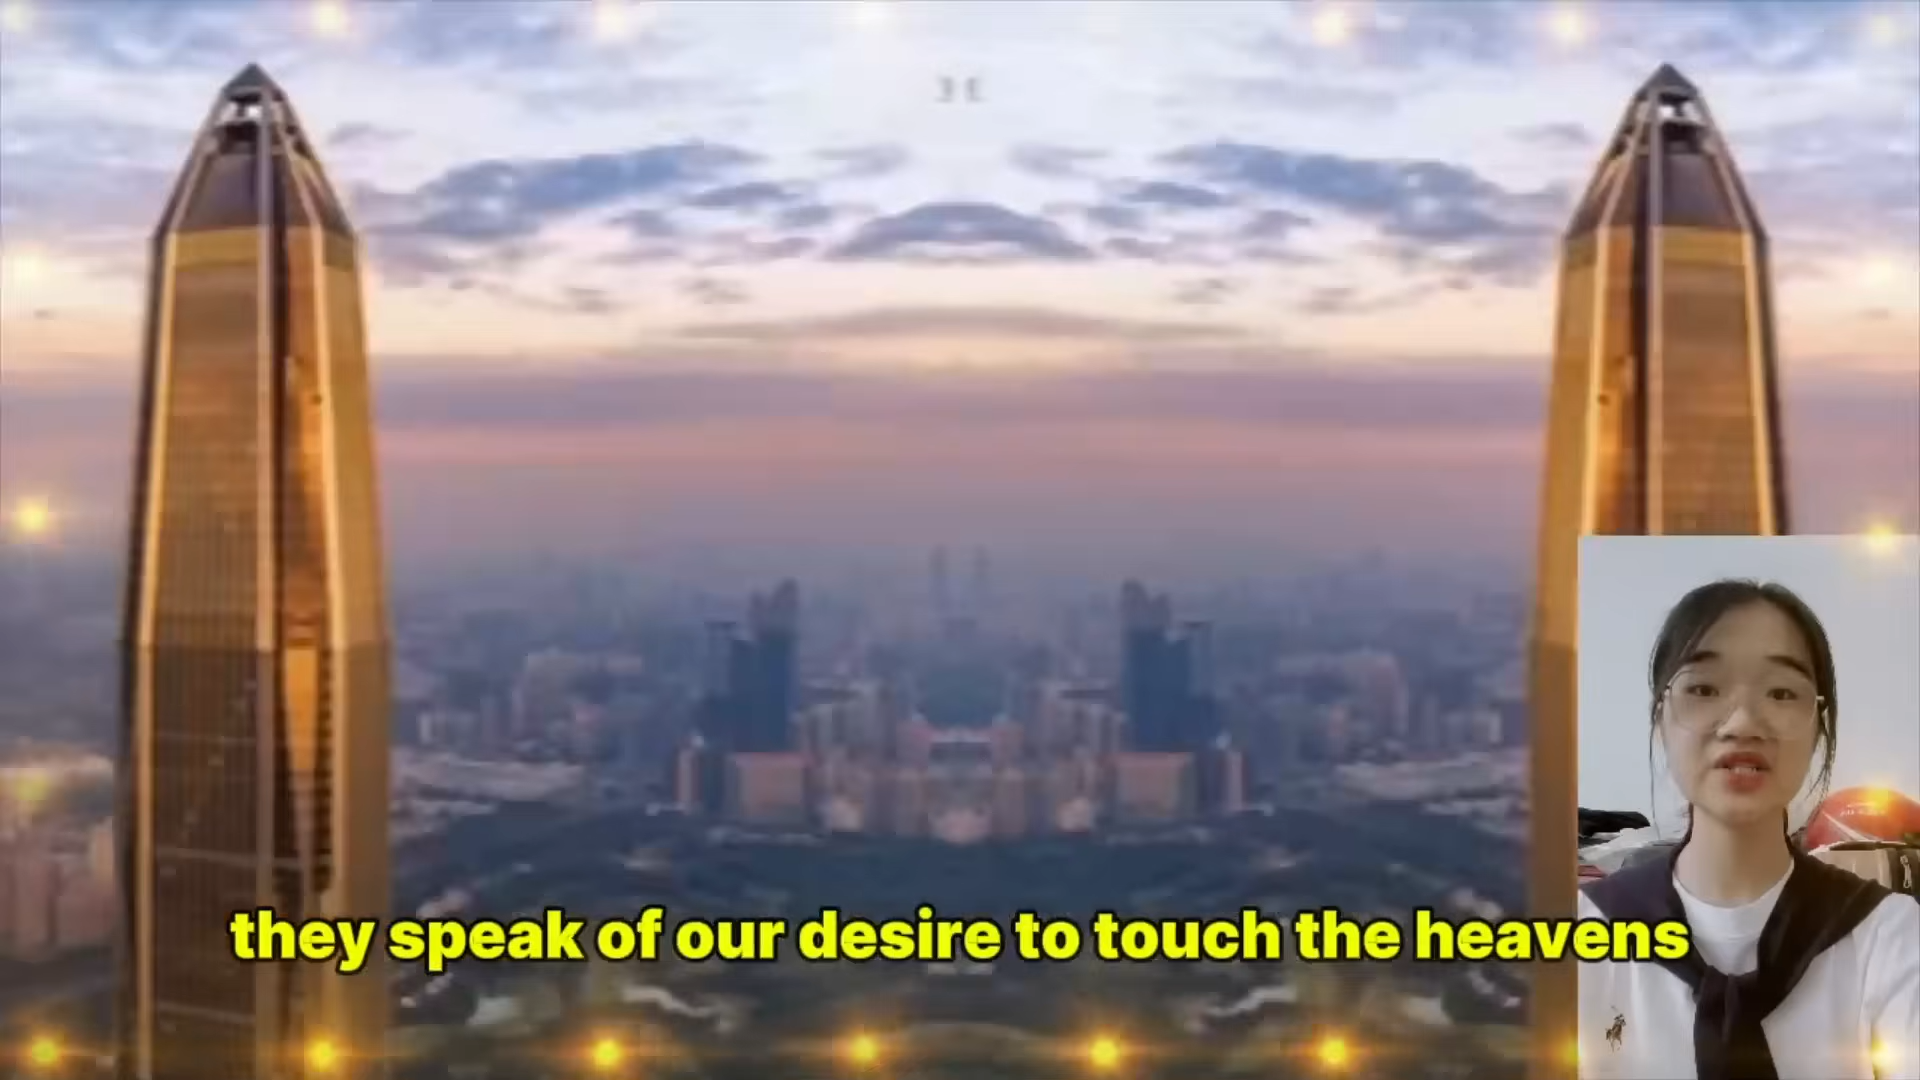 they speak of our desire to touch the heavens